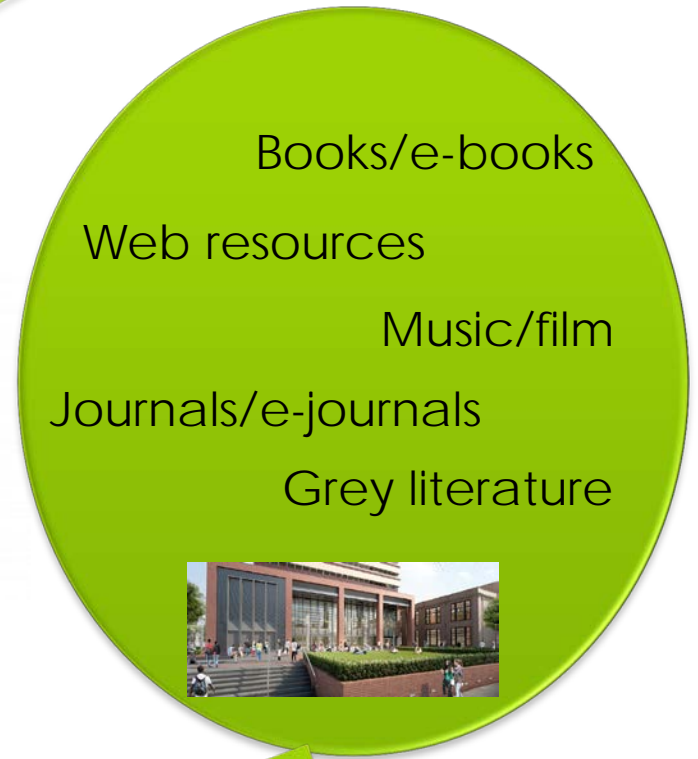 Books/e-books
Web resources
Music/film
Journals/e-journals
Grey literature